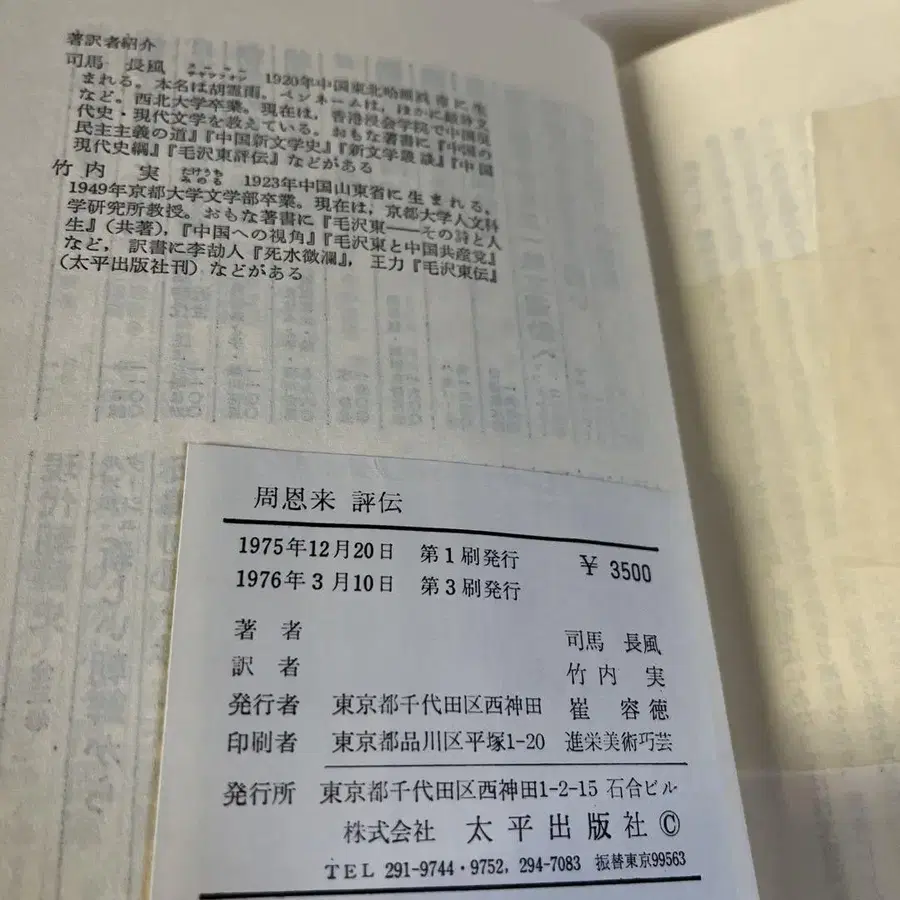 著訳者紹介
司馬 長風 1920年中国東北哈爾浜市に生
まれる。本名は胡霊雨。ペンネームは,ほかに
など。西北大学卒業。現在は,香港浸会学院で中国現
代史・現代文学を教えている。おもな著書に『中国の
民主主義の道』『中国新文学史』『新文学叢談』『中国
現代史綱』『毛沢東評伝』などがある
竹内 実 たけうち みのる 1923年中国山東省に生まれる。
1949年京都大学文学部卒業。現在は,京都大学人文科
学研究所教授。おもな著書に『毛沢東——その詩と人
生』(共著),『中国への視角』『毛沢東と中国共産党』
など,訳書に李劼人『死水微瀾』,王力『毛沢東伝』
(太平出版社刊)などがある
周恩来 評伝
1975年12月20日 第1刷発行 ¥ 3500
1976年3月10日 第3刷発行
著者 司馬 長風
訳者 竹内 実
発行者 東京都千代田区西神田 崔 容徳
印刷者 東京都品川区平塚1-20 進栄美術巧芸
発行所 東京都千代田区西神田1-2-15 石合ビル
株式会社 太平出版社 ©
TEL 291-9744・9752, 294-7083 振替東京99563